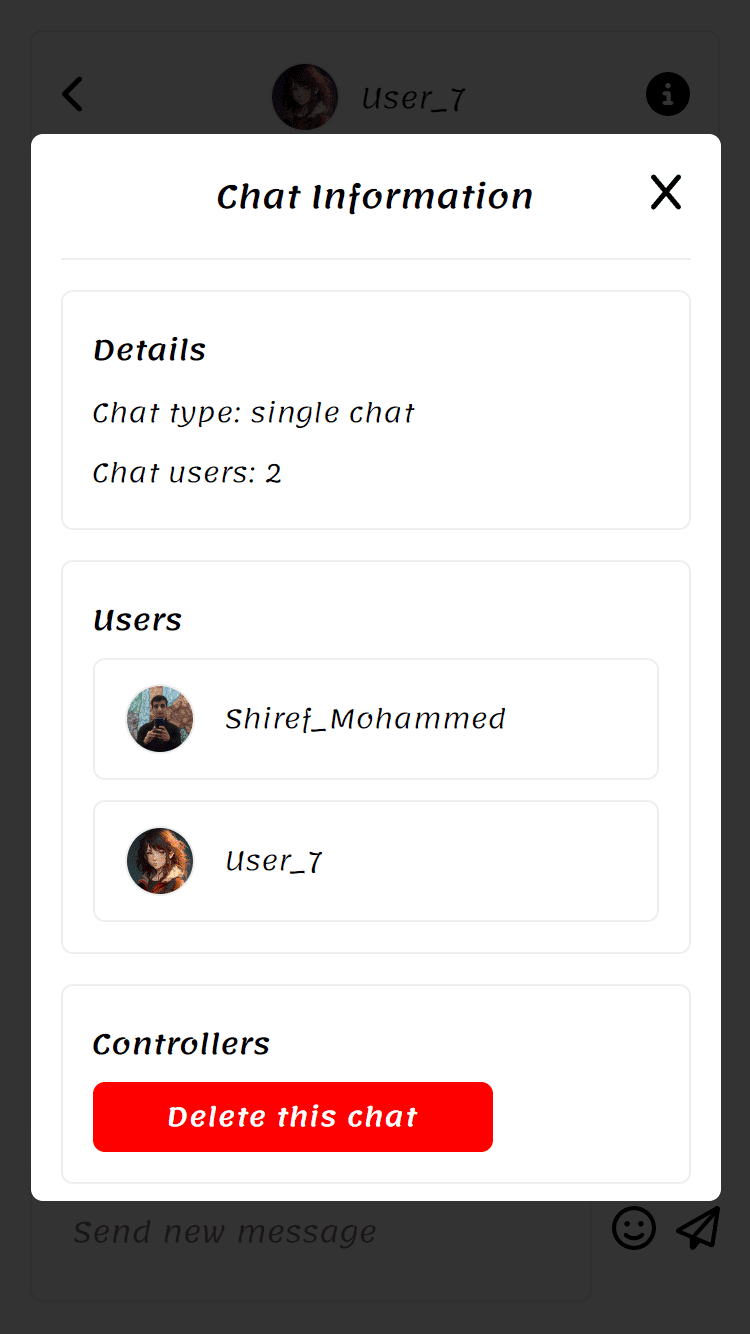 User_7
Chat Information
Details
Chat type: single chat
Chat users: 2
Users
Shiref_Mohammed
User_7
Controllers
Delete this chat
Send new message